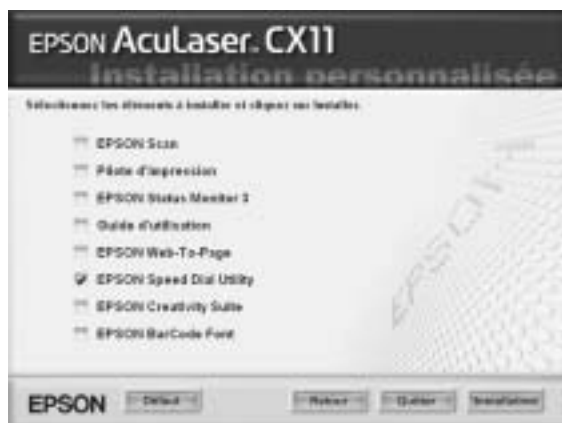 EPSON AcuLaser CX11
Installation personnalisée
Sélectionnez les éléments à installer et cliquez sur Installer.
EPSON Scan
Pilote d'impression
EPSON Status Monitor 3
Guide d'utilisation
EPSON Web-To-Page
EPSON Speed Dial Utility
EPSON Creativity Suite
EPSON BarCode Font
EPSON
EPSON Défaut Retour Quitter Installation